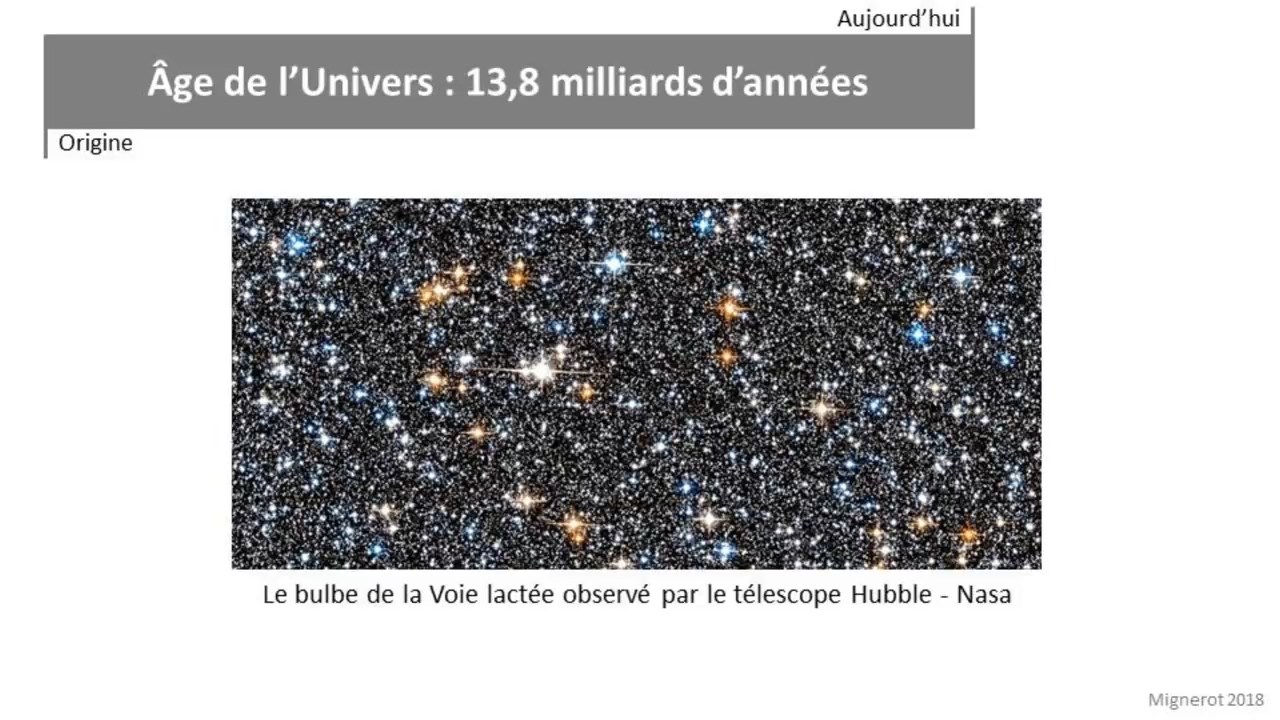 Aujourd’hui
Âge de l’Univers : 13,8 milliards d’années
Origine
Le bulbe de la Voie lactée observé par le télescope Hubble - Nasa
Mignerot 2018